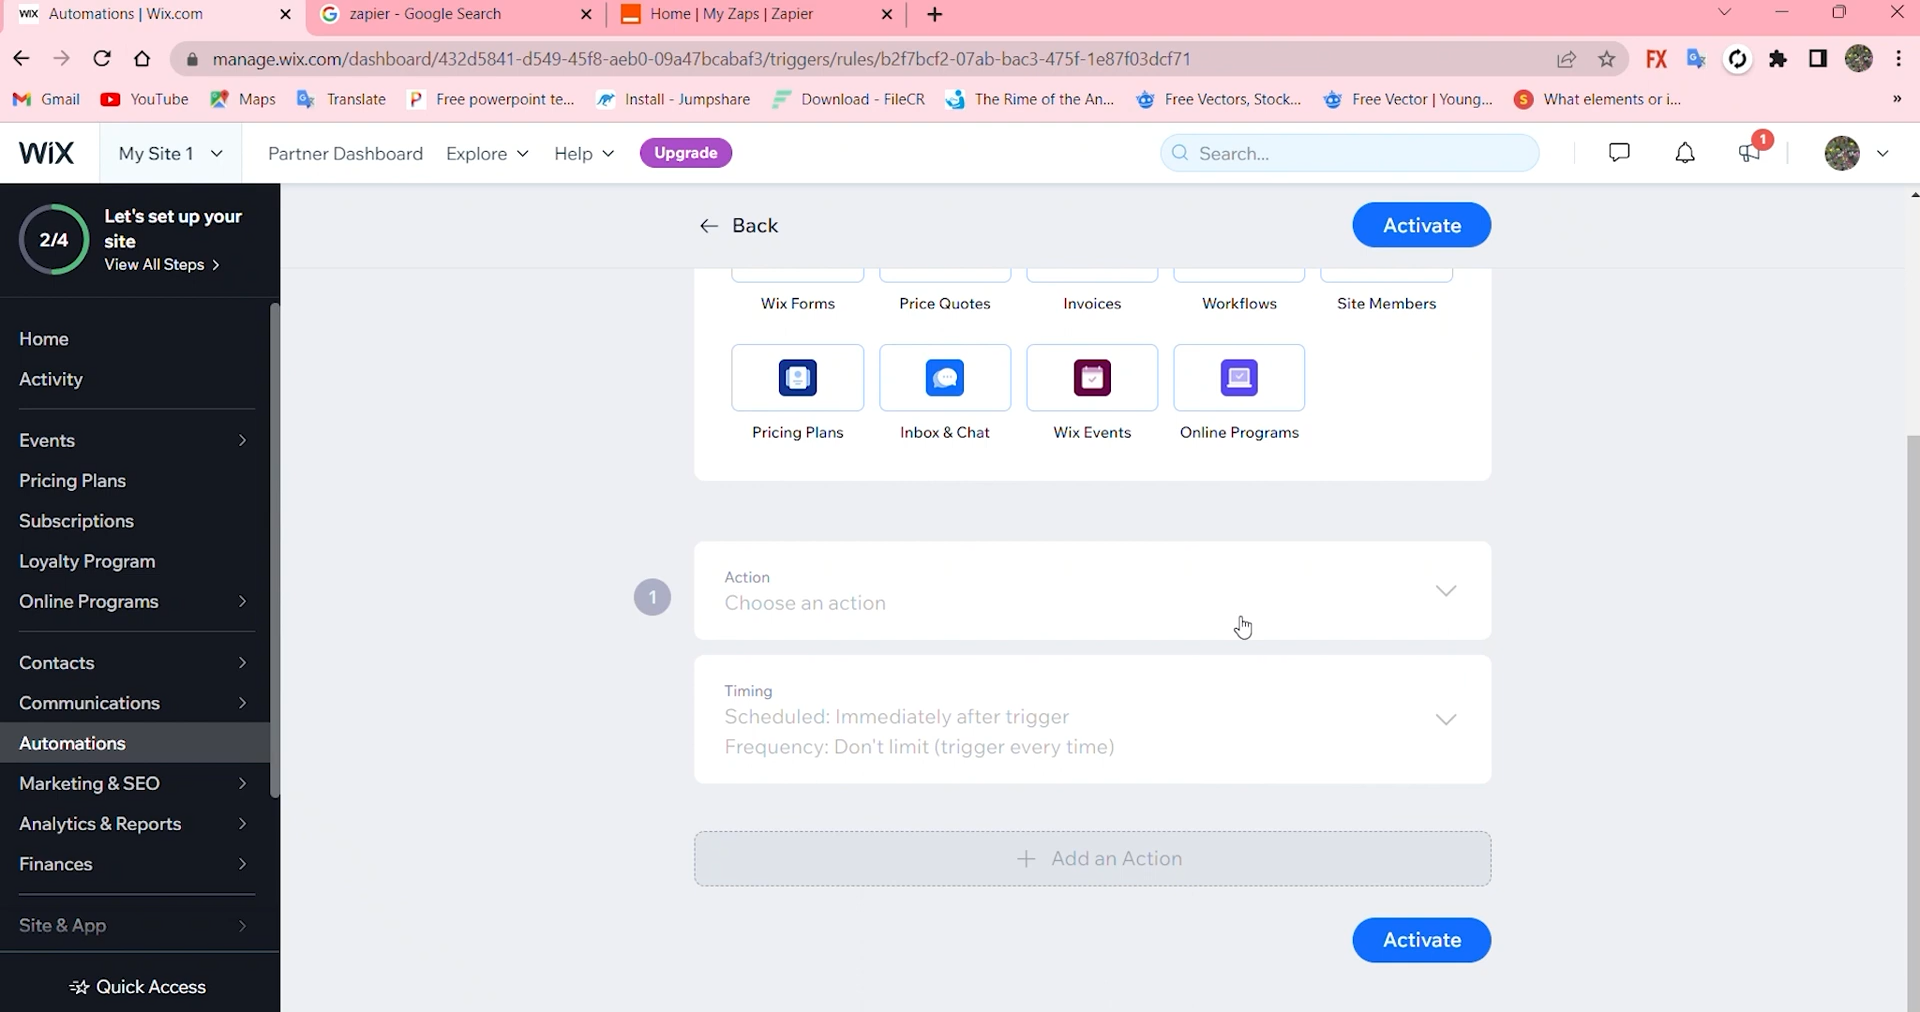 WiX Automations | Wix.com
zapier - Google Search
Home | My Zaps | Zapier
manage.wix.com/dashboard/432d5841-d549-45f8-aeb0-09a47bcabaf3/triggers/rules/b2f7bcf2-07ab-bac3-475f-1e87f03dcf71
FX
Gmail
YouTube
Maps
Translate
P Free powerpoint te...
Install - Jumpshare
Download - FileCR
The Rime of the An...
Free Vectors, Stock...
Free Vector | Young...
S What elements or i...
»
WiX
My Site 1
Partner Dashboard
Explore
Help
Upgrade
Search...
1
2/4
Let's set up your
site
View All Steps >
Home
Activity
Events
Pricing Plans
Subscriptions
Loyalty Program
Online Programs
Contacts
Communications
Automations
Marketing & SEO
Analytics & Reports
Finances
Site & App
Quick Access
Back
Activate
Wix Forms
Price Quotes
Invoices
Workflows
Site Members
Pricing Plans
Inbox & Chat
Wix Events
Online Programs
1
Action
Choose an action
Timing
Scheduled: Immediately after trigger
Frequency: Don't limit (trigger every time)
+ Add an Action
Activate